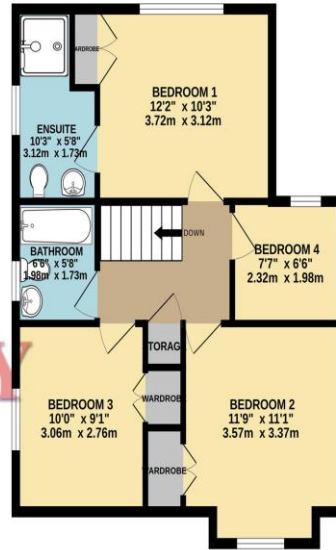 ARDROBE
BEDROOM 1
12'2" x 10'3"
3.72m x 3.12m
ENSUITE
10'3" x 5'8"
3.12m x 1.73m
DOWN
BATHROOM
6'6" x 5'8"
1.98m x 1.73m
BEDROOM 4
7'7" x 6'6"
2.32m x 1.98m
TORAG
Y
BEDROOM 3
10'0" x 9'1"
3.06m x 2.76m
WARDROBE
BEDROOM 2
11'9" x 11'1"
3.57m x 3.37m
WARDROBE